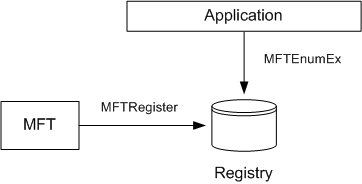 Application
MFTEnumEx
MFTRegister
MFT
Registry